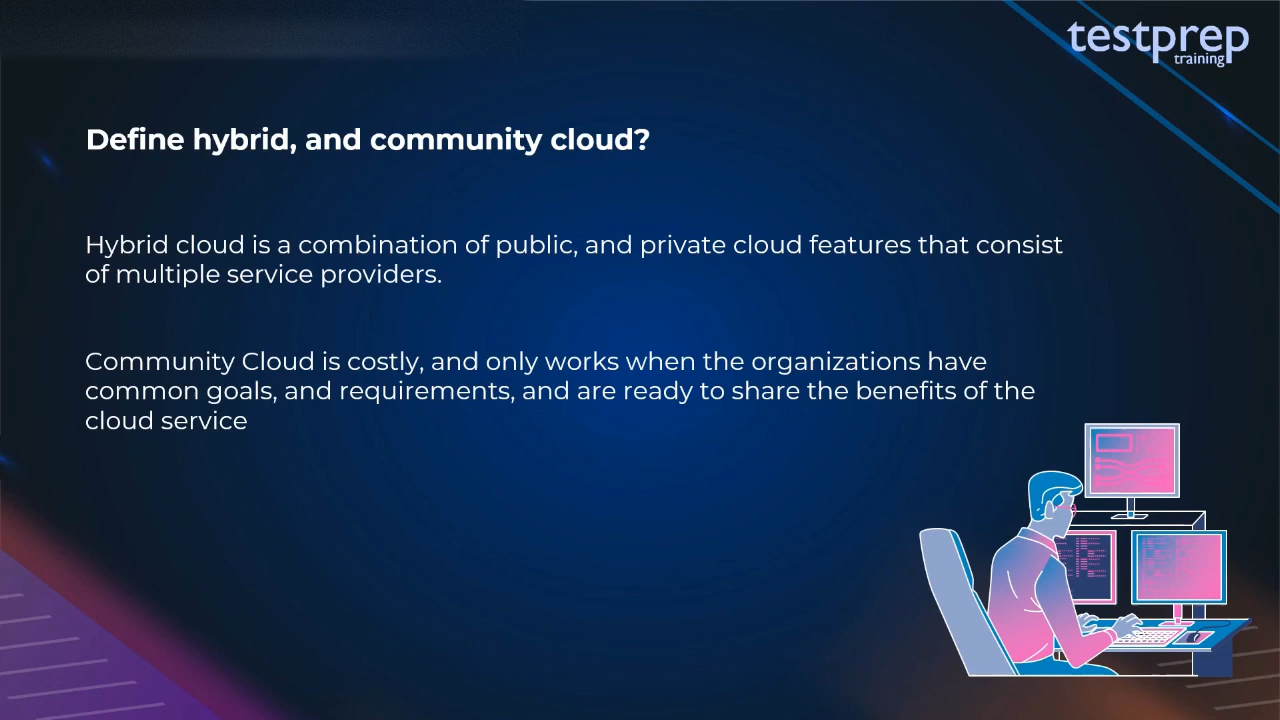 testprep
training
Define hybrid, and community cloud?
Hybrid cloud is a combination of public, and private cloud features that consist
of multiple service providers.
Community Cloud is costly, and only works when the organizations have
common goals, and requirements, and are ready to share the benefits of the
cloud service